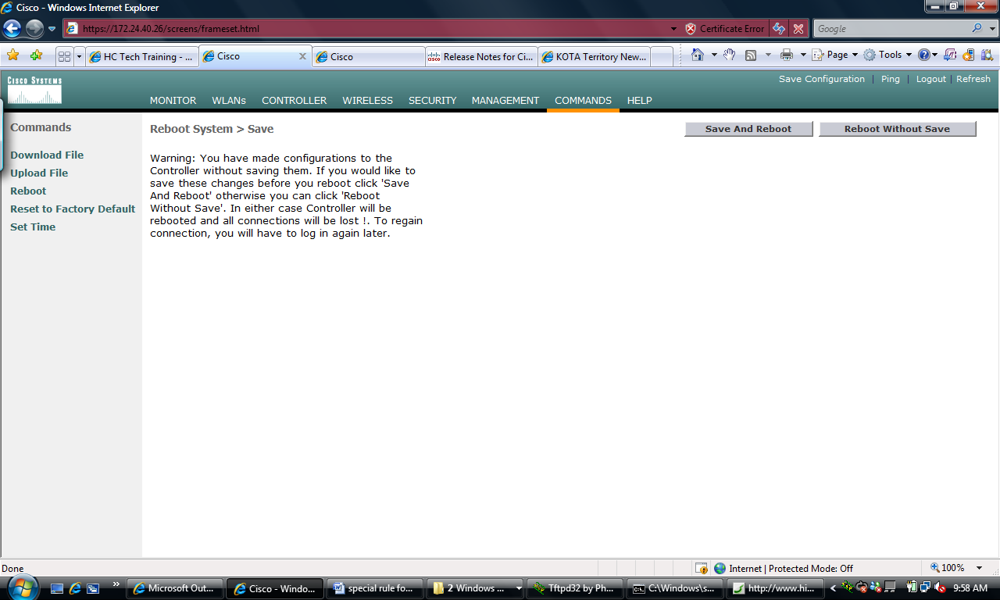 Cisco - Windows Internet Explorer
https://172.24.40.26/screens/frameset.html
Certificate Error
Google
HC Tech Training - ...
Cisco
Cisco
Release Notes for Ci...
KOTA Territory New...
Page
Tools
CISCO SYSTEMS
Save Configuration | Ping | Logout | Refresh
MONITOR WLANs CONTROLLER WIRELESS SECURITY MANAGEMENT COMMANDS HELP
Commands
Download File
Upload File
Reboot
Reset to Factory Default
Set Time
Reboot System > Save
Save And Reboot
Reboot Without Save
Warning: You have made configurations to the
Controller without saving them. If you would like to
save these changes before you reboot click 'Save
And Reboot' otherwise you can click 'Reboot
Without Save'. In either case Controller will be
rebooted and all connections will be lost !. To regain
connection, you will have to log in again later.
Done
Internet | Protected Mode: Off
100%
Microsoft Out...
Cisco - Windo...
special rule fo...
2 Windows ...
Tftpd32 by Ph...
C:\Windows\s...
http://www.hi...
9:58 AM